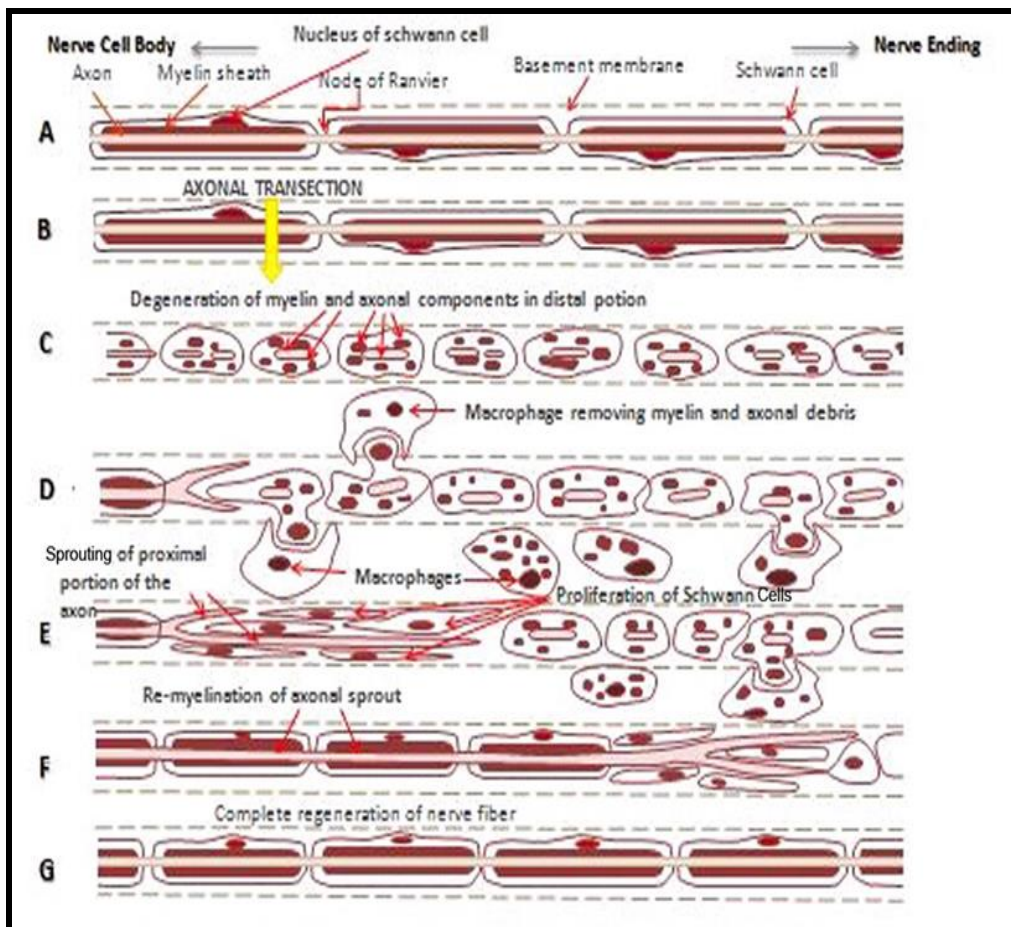 Nucleus of schwann cell
Nerve Cell Body
Nerve Ending
Axon
Myelin sheath
Node of Ranvier
Basement membrane
Schwann cell
A
AXONAL TRANSECTION
B
Degeneration of myelin and axonal components in distal potion
C
Macrophage removing myelin and axonal debris
D
Sprouting of proximal
portion of the
axon
Macrophages
Proliferation of Schwann Cells
E
Re-myelination of axonal sprout
F
Complete regeneration of nerve fiber
G